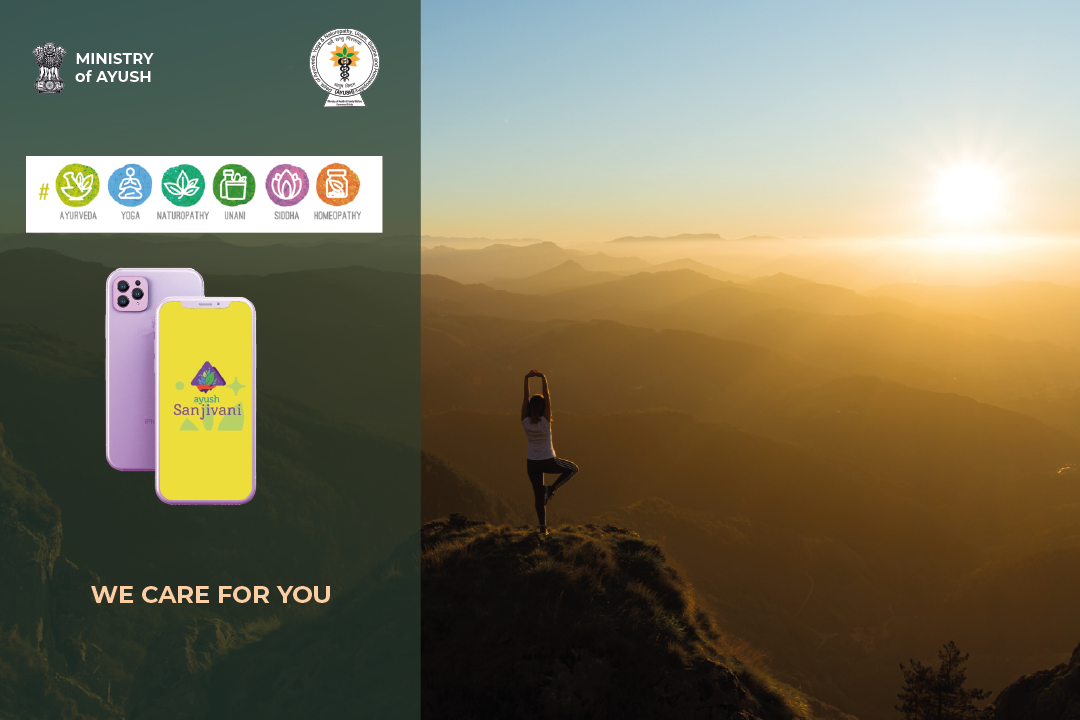 MINISTRY
of AYUSH
#
AYURVEDA
YOGA
NATUROPATHY
UNANI
SIDDHA
HOMEOPATHY
ayush
Sanjivani
WE CARE FOR YOU